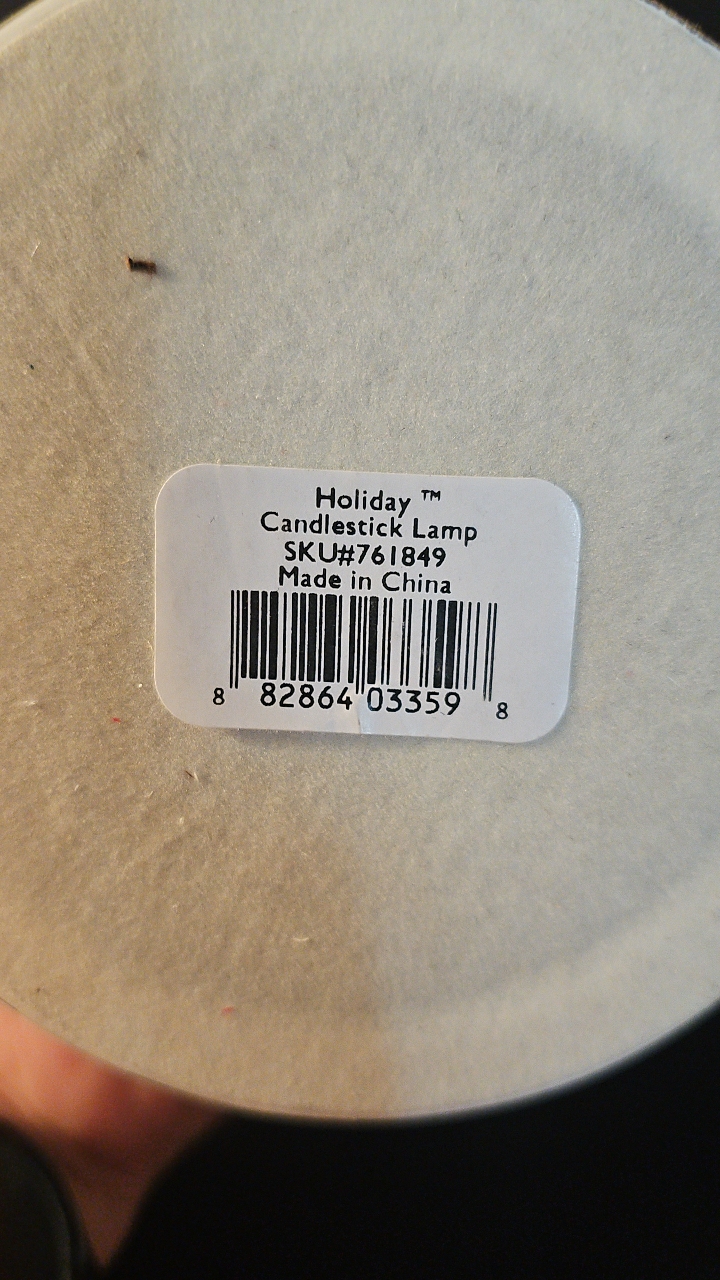 Holiday ™
Candlestick Lamp
SKU#761849
Made in China
8 82864 03359 8